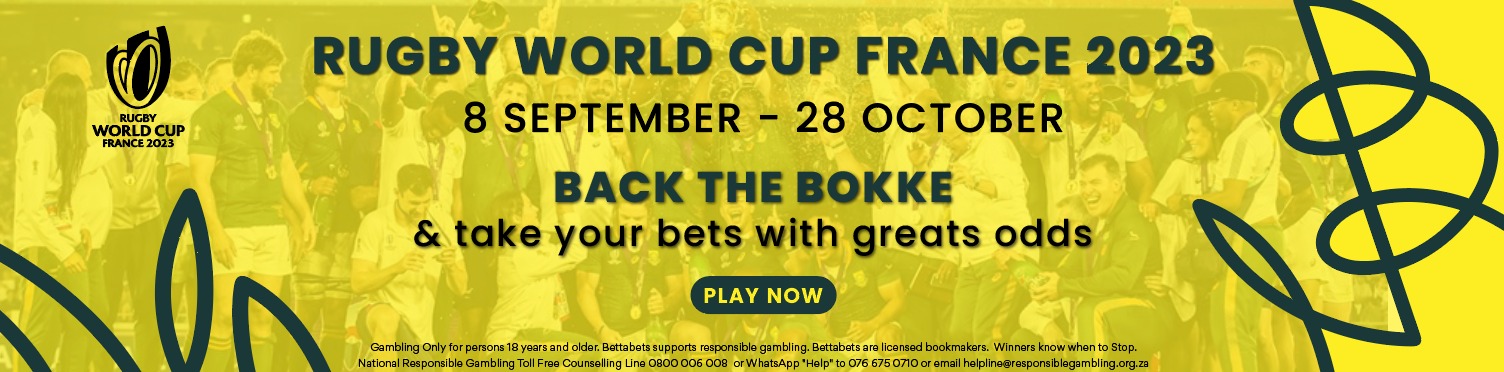 RUGBY WORLD CUP FRANCE 2023
RUGBY
WORLD CUP
FRANCE 2023
8 SEPTEMBER - 28 OCTOBER
BACK THE BOKKE
& take your bets with greats odds
PLAY NOW
Gambling Only for persons 18 years and older. Bettabets supports responsible gambling. Bettabets are licensed bookmakers. Winners know when to Stop.
National Responsible Gambling Toll Free Counselling Line 0800 006 008 or WhatsApp "Help" to 076 675 0710 or email helpline@responsiblegambling.org.za